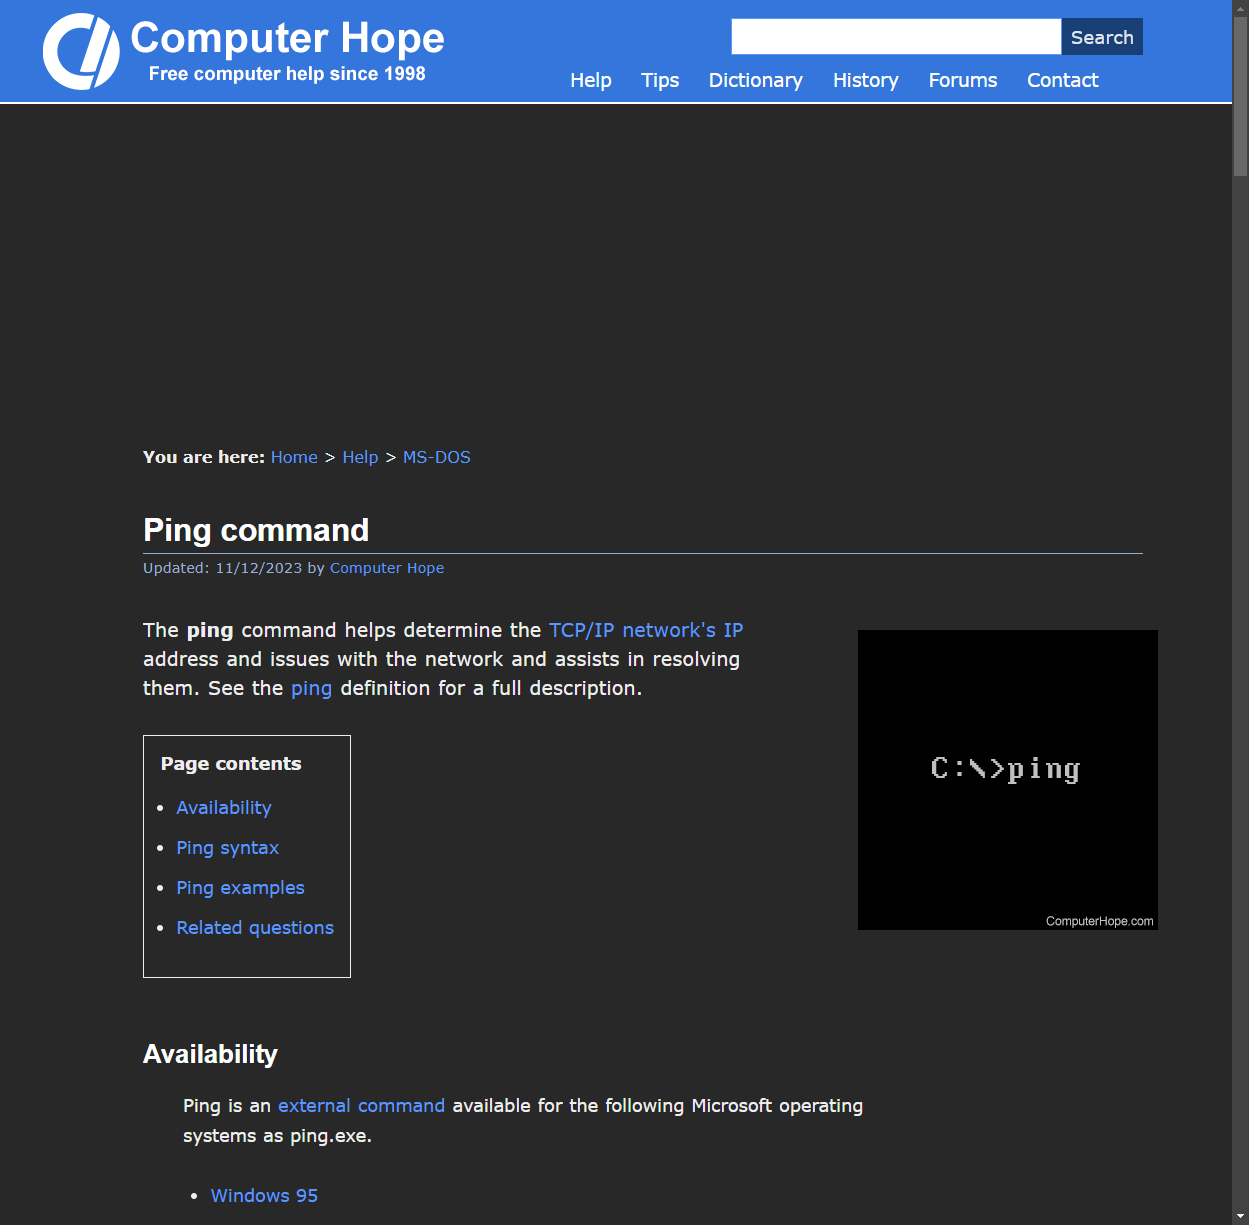 Computer Hope
Free computer help since 1998
Search
Help Tips Dictionary History Forums Contact
You are here: Home > Help > MS-DOS
Ping command
Updated: 11/12/2023 by Computer Hope
The ping command helps determine the TCP/IP network's IP
address and issues with the network and assists in resolving
them. See the ping definition for a full description.
C:\>ping
ComputerHope.com
Page contents
• Availability
• Ping syntax
• Ping examples
• Related questions
Availability
Ping is an external command available for the following Microsoft operating
systems as ping.exe.
• Windows 95